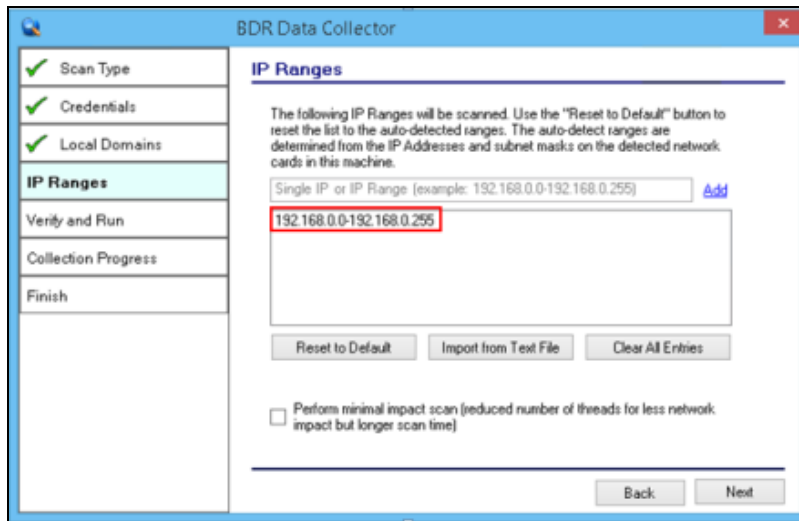 BDR Data Collector
Scan Type
Credentials
Local Domains
IP Ranges
Verify and Run
Collection Progress
Finish
IP Ranges
The following IP Ranges will be scanned. Use the "Reset to Default" button to
reset the list to the auto-detected ranges. The auto-detect ranges are
determined from the IP Addresses and subnet masks on the detected network
cards in this machine.
Single IP or IP Range (example: 192.168.0.0-192.168.0.255)
Add
192.168.0.0-192.168.0.255
Reset to Default
Import from Text File
Clear All Entries
Perform minimal impact scan (reduced number of threads for less network
impact but longer scan time)
Back
Next